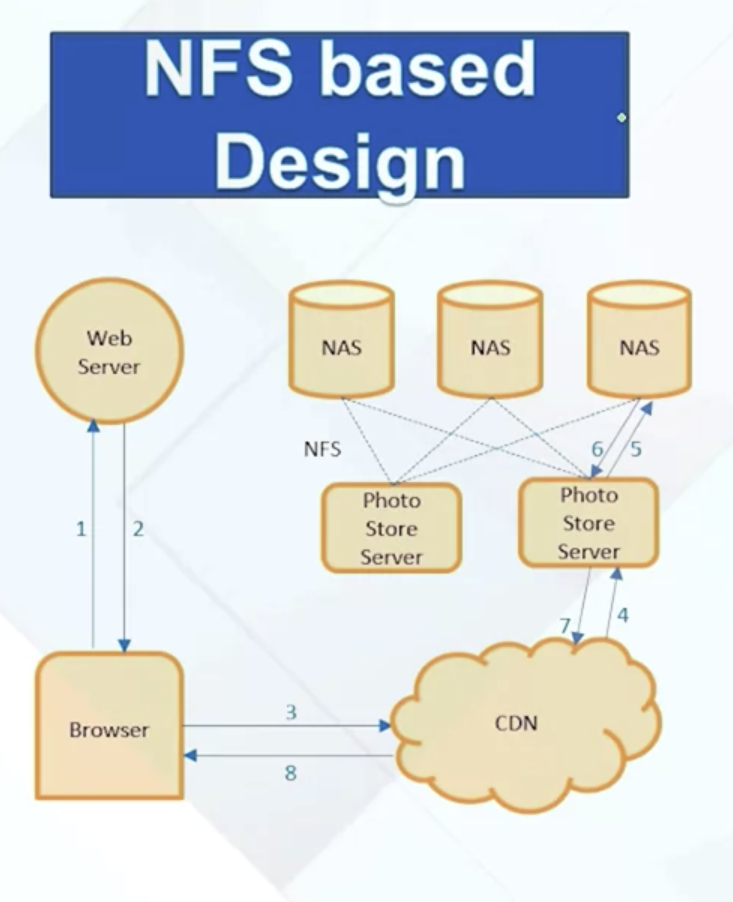 NFS based
Design
Web
Server
NAS
NAS
NAS
NFS
6
5
Photo
Store
Server
Photo
Store
Server
1
2
7
4
Browser
3
CDN
8